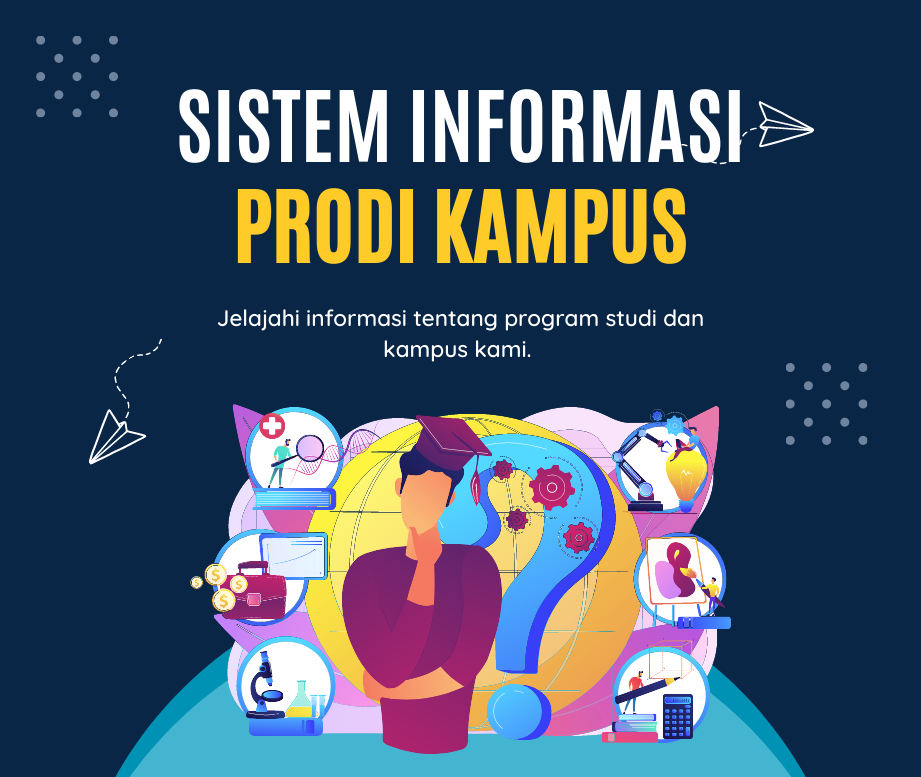 SISTEM INFORMASI
PRODI KAMPUS
Jelajahi informasi tentang program studi dan
kampus kami.